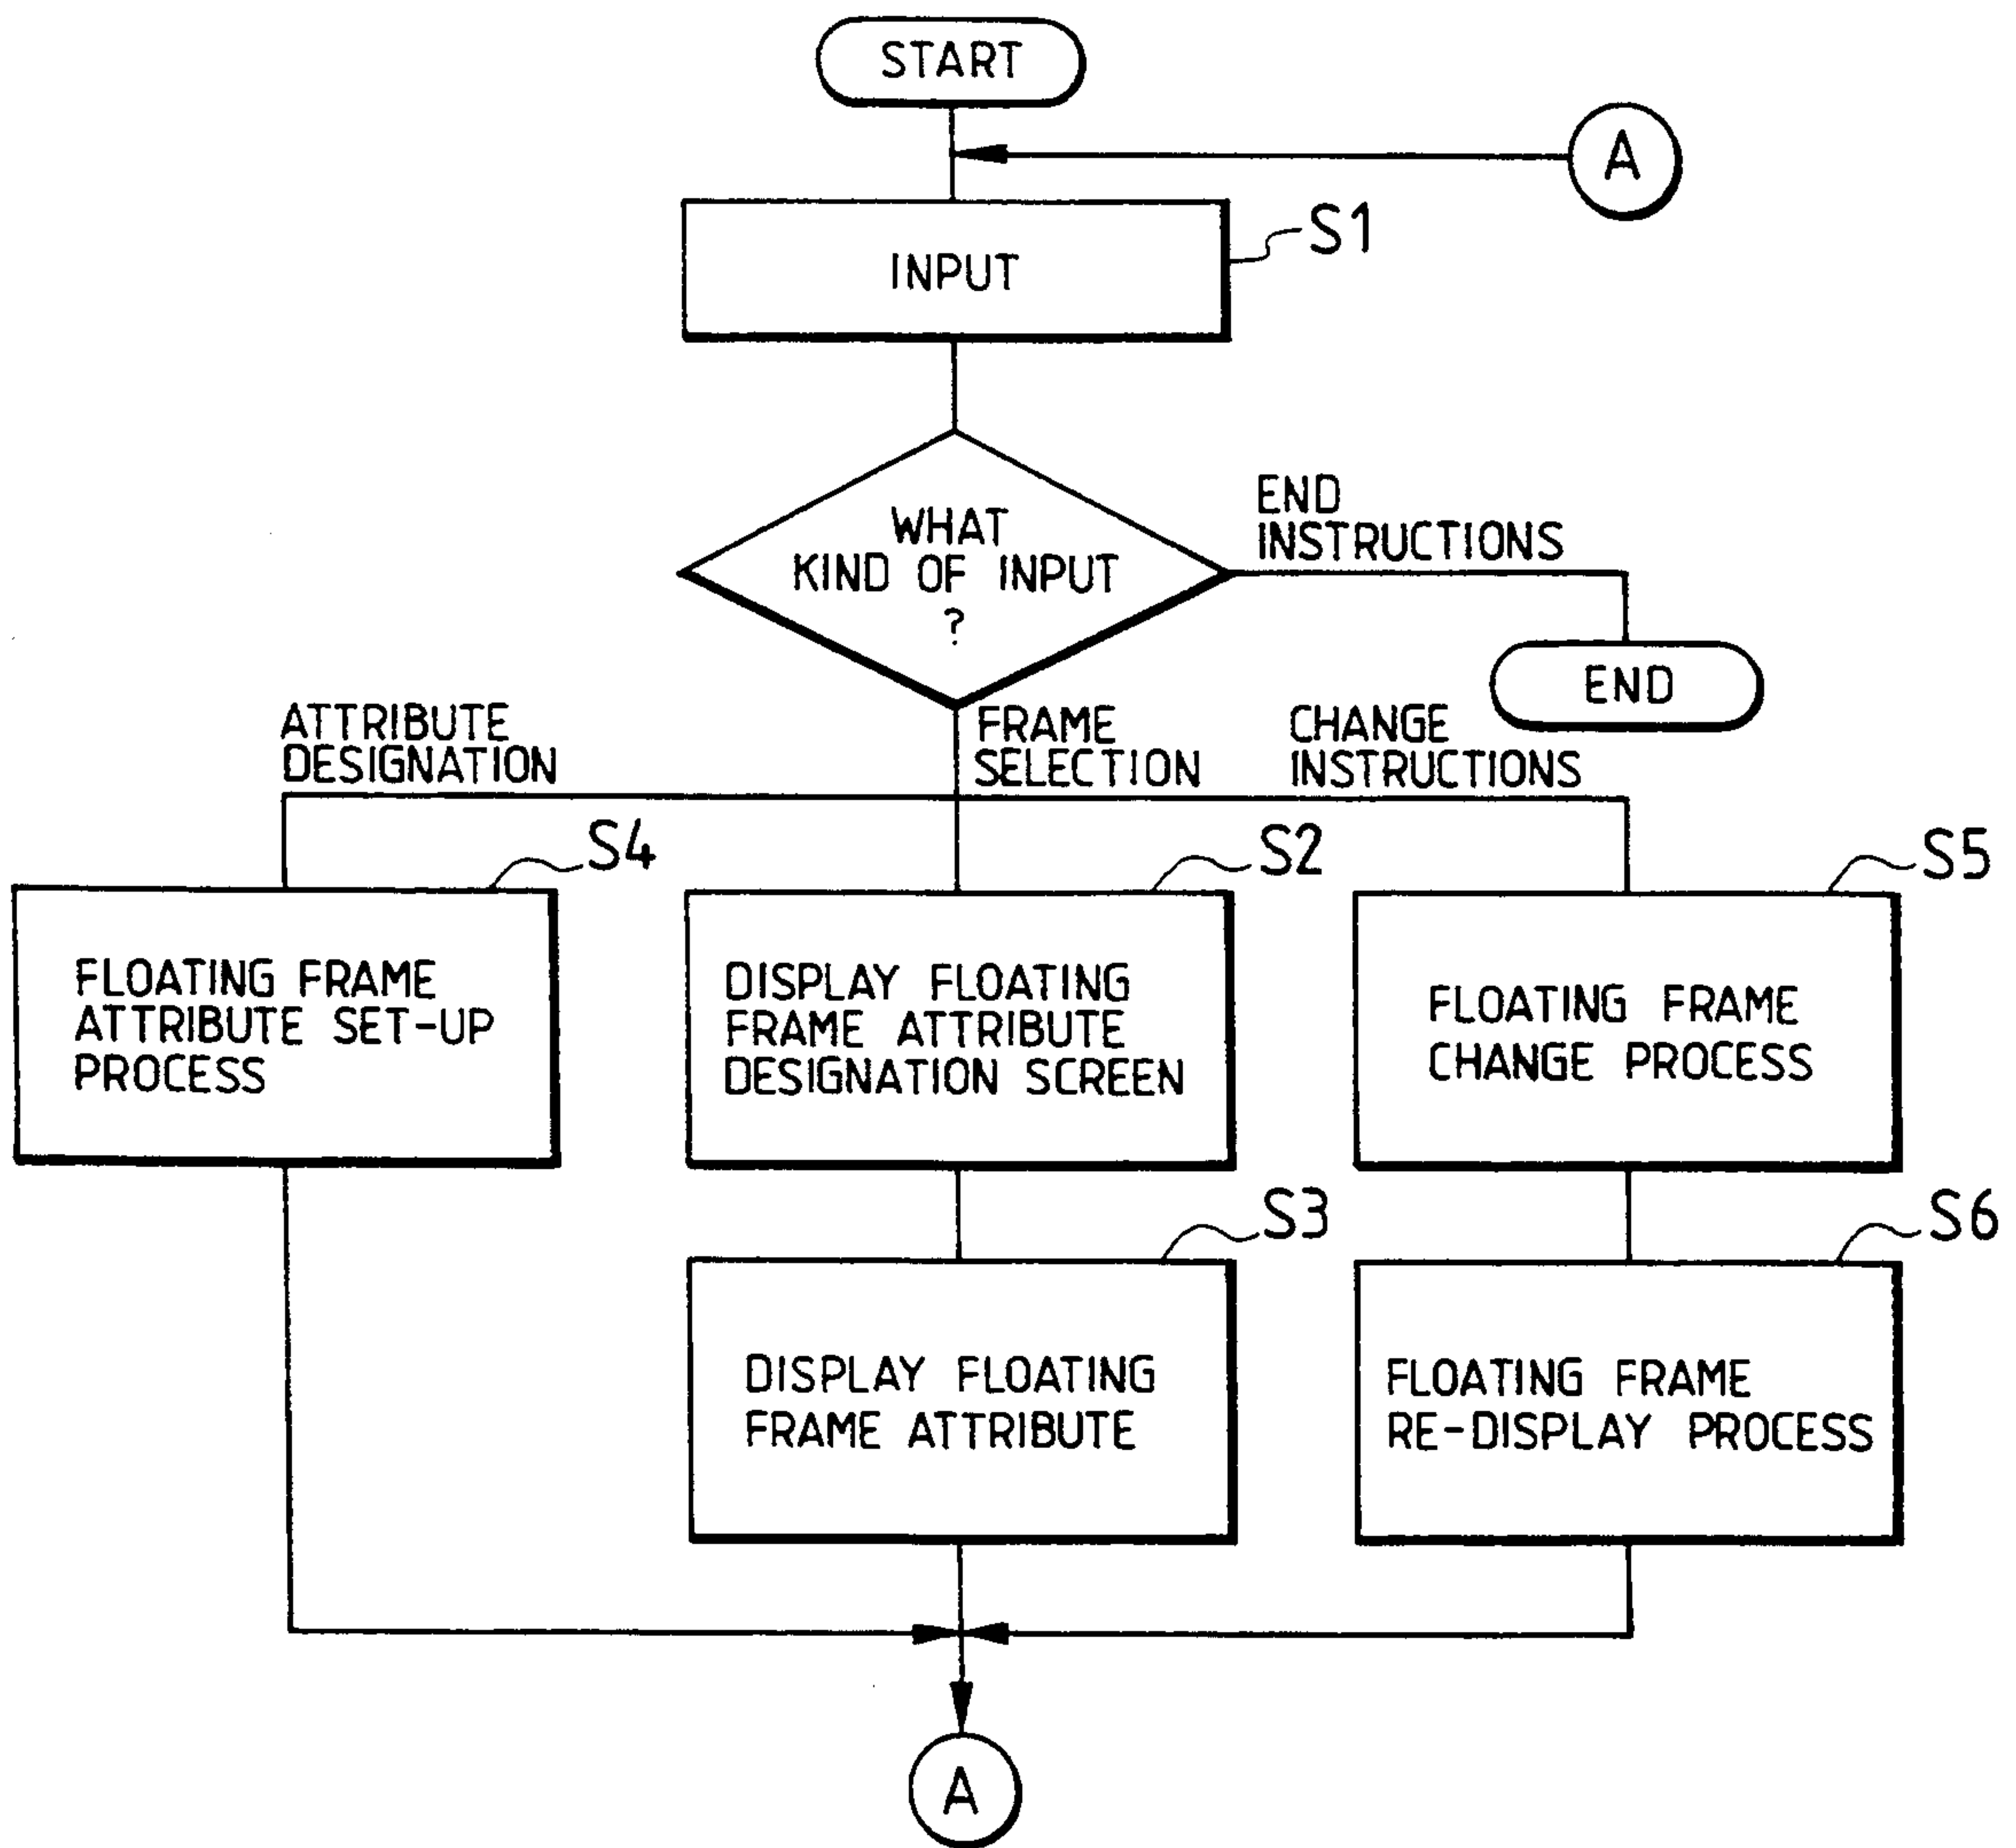 START
A
INPUT
S1
WHAT
KIND OF INPUT
?
END
INSTRUCTIONS
END
ATTRIBUTE
DESIGNATION
FRAME
SELECTION
CHANGE
INSTRUCTIONS
S4
FLOATING FRAME
ATTRIBUTE SET-UP
PROCESS
S2
DISPLAY FLOATING
FRAME ATTRIBUTE
DESIGNATION SCREEN
S5
FLOATING FRAME
CHANGE PROCESS
S3
DISPLAY FLOATING
FRAME ATTRIBUTE
S6
FLOATING FRAME
RE-DISPLAY PROCESS
A